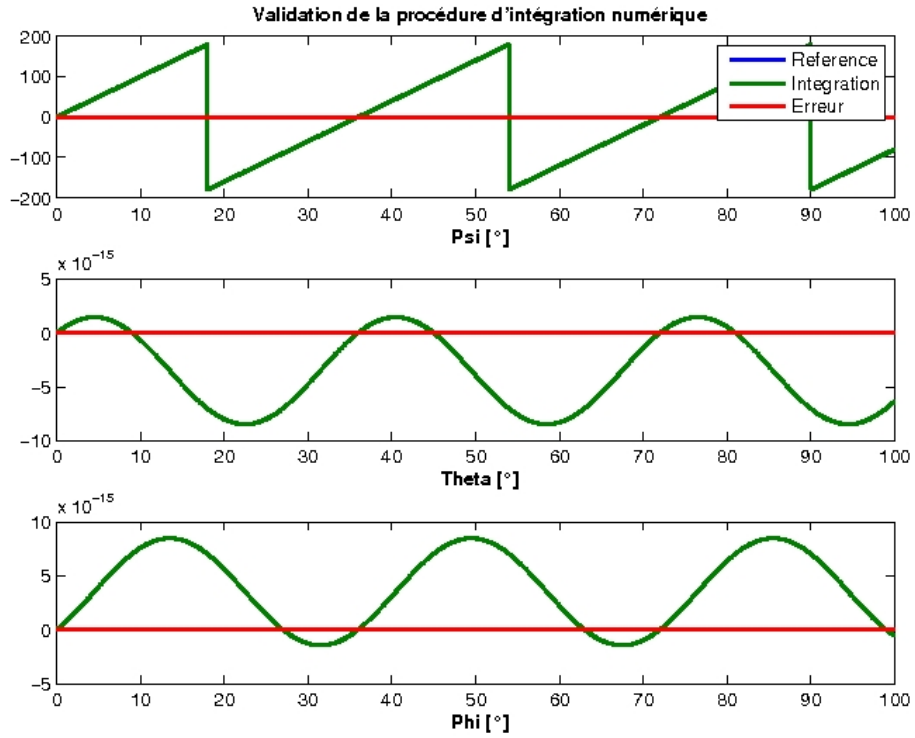 Validation de la procédure d'intégration numérique
200
100
0
−100
−200
Reference
Integration
Erreur
0 10 20 30 40 50 60 70 80 90 100
Psi [°]
x 10⁻¹⁵
5
0
−5
−10
0 10 20 30 40 50 60 70 80 90 100
Theta [°]
x 10⁻¹⁵
10
5
0
−5
0 10 20 30 40 50 60 70 80 90 100
Phi [°]